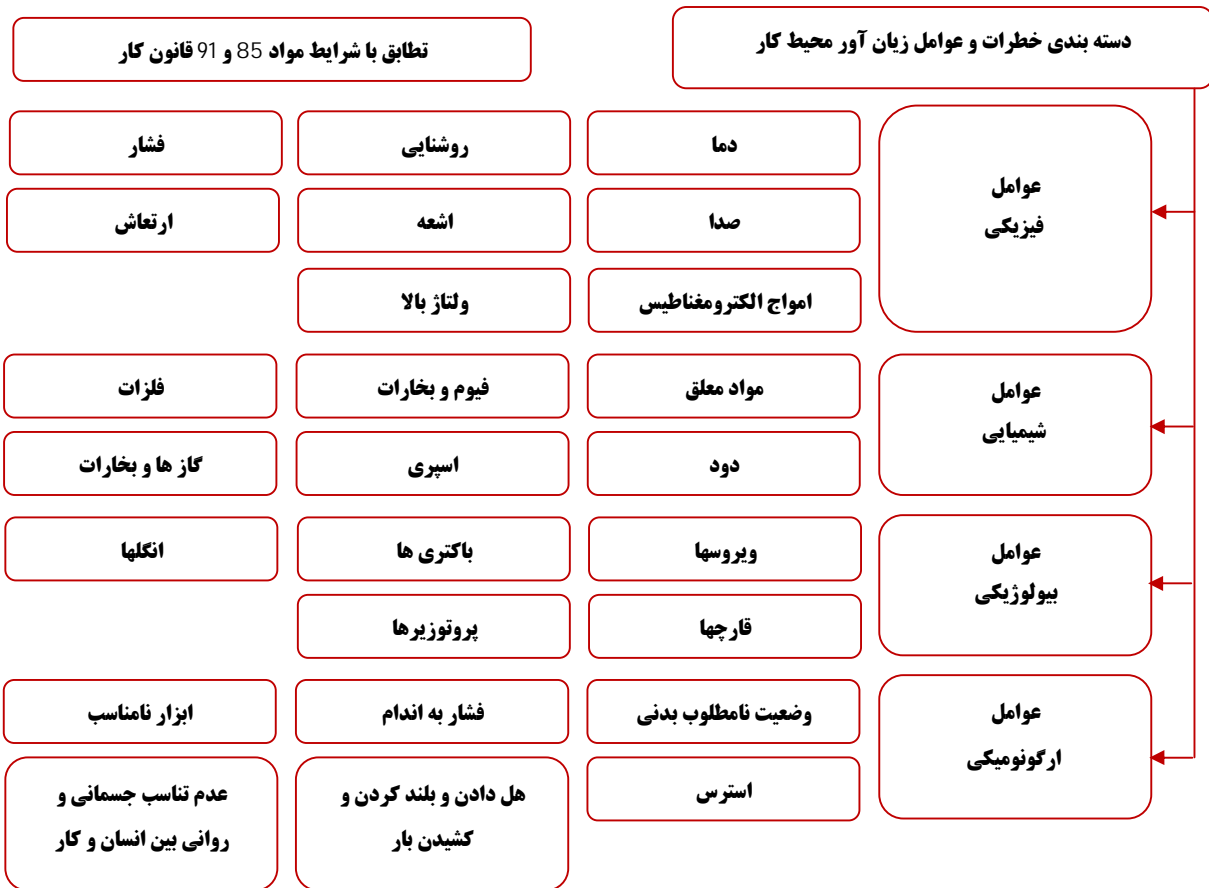 دسته بندی خطرات و عوامل زیان آور محیط کار
تطابق با شرایط مواد 85 و 91 قانون کار
عوامل
فیزیکی
دما
روشنایی
فشار
صدا
اشعه
ارتعاش
امواج الکترومغناطیس
ولتاژ بالا
عوامل
شیمیایی
مواد معلق
فیوم و بخارات
فلزات
دود
اسپری
گاز ها و بخارات
عوامل
بیولوژیکی
ویروسها
باکتری ها
انگلها
قارچها
پروتوزیرها
عوامل
ارگونومیکی
وضعیت نامطلوب بدنی
فشار به اندام
ابزار نامناسب
استرس
هل دادن و بلند کردن و
کشیدن بار
عدم تناسب جسمانی و
روانی بین انسان و کار